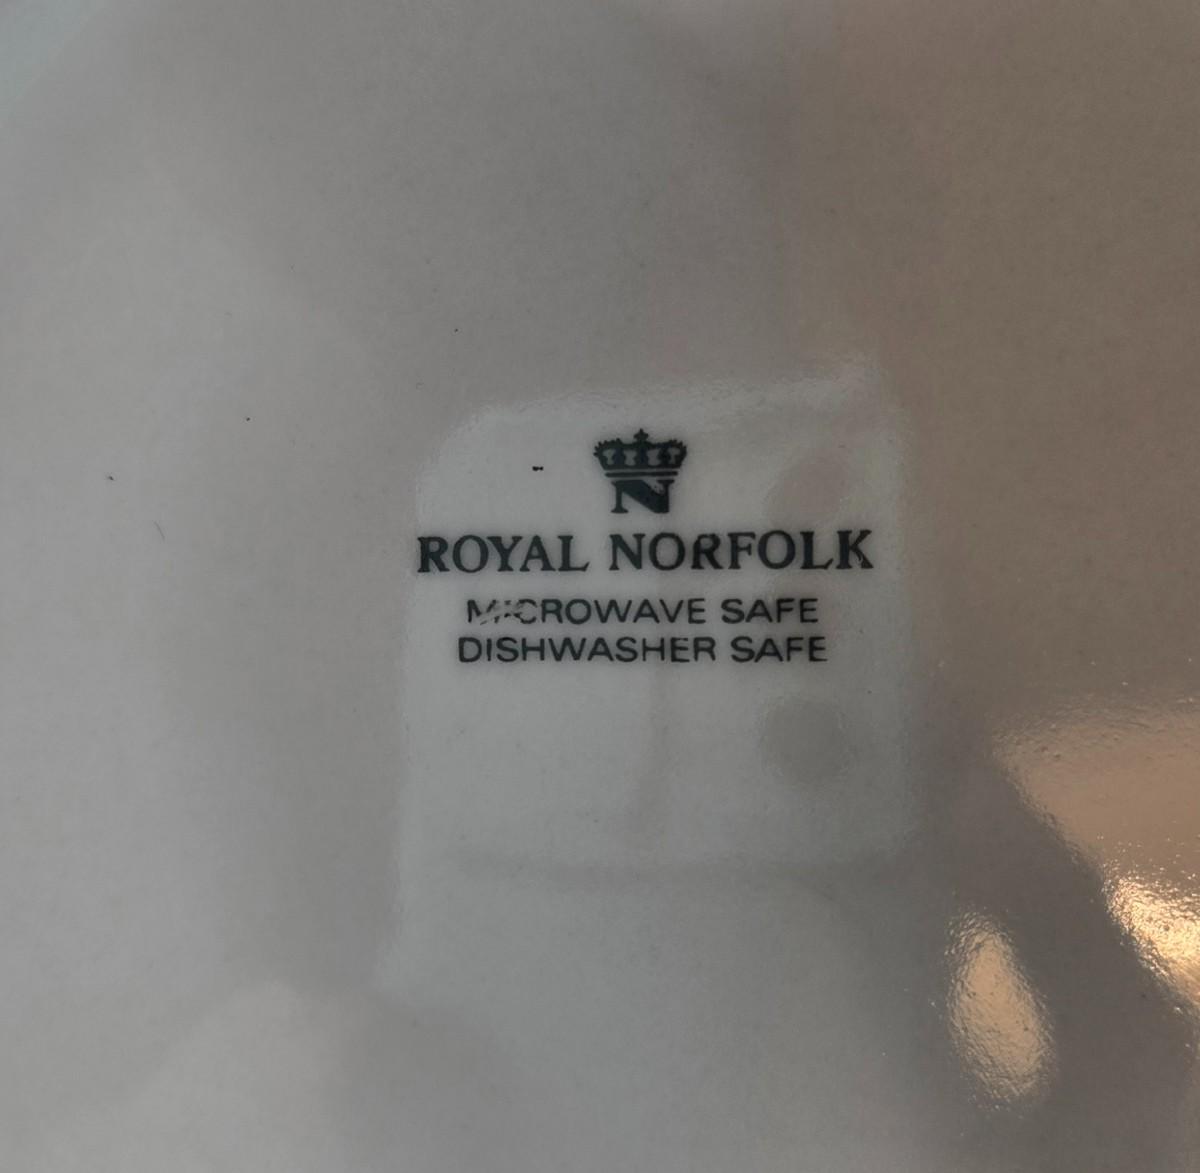 N
ROYAL NORFOLK
MICROWAVE SAFE
DISHWASHER SAFE